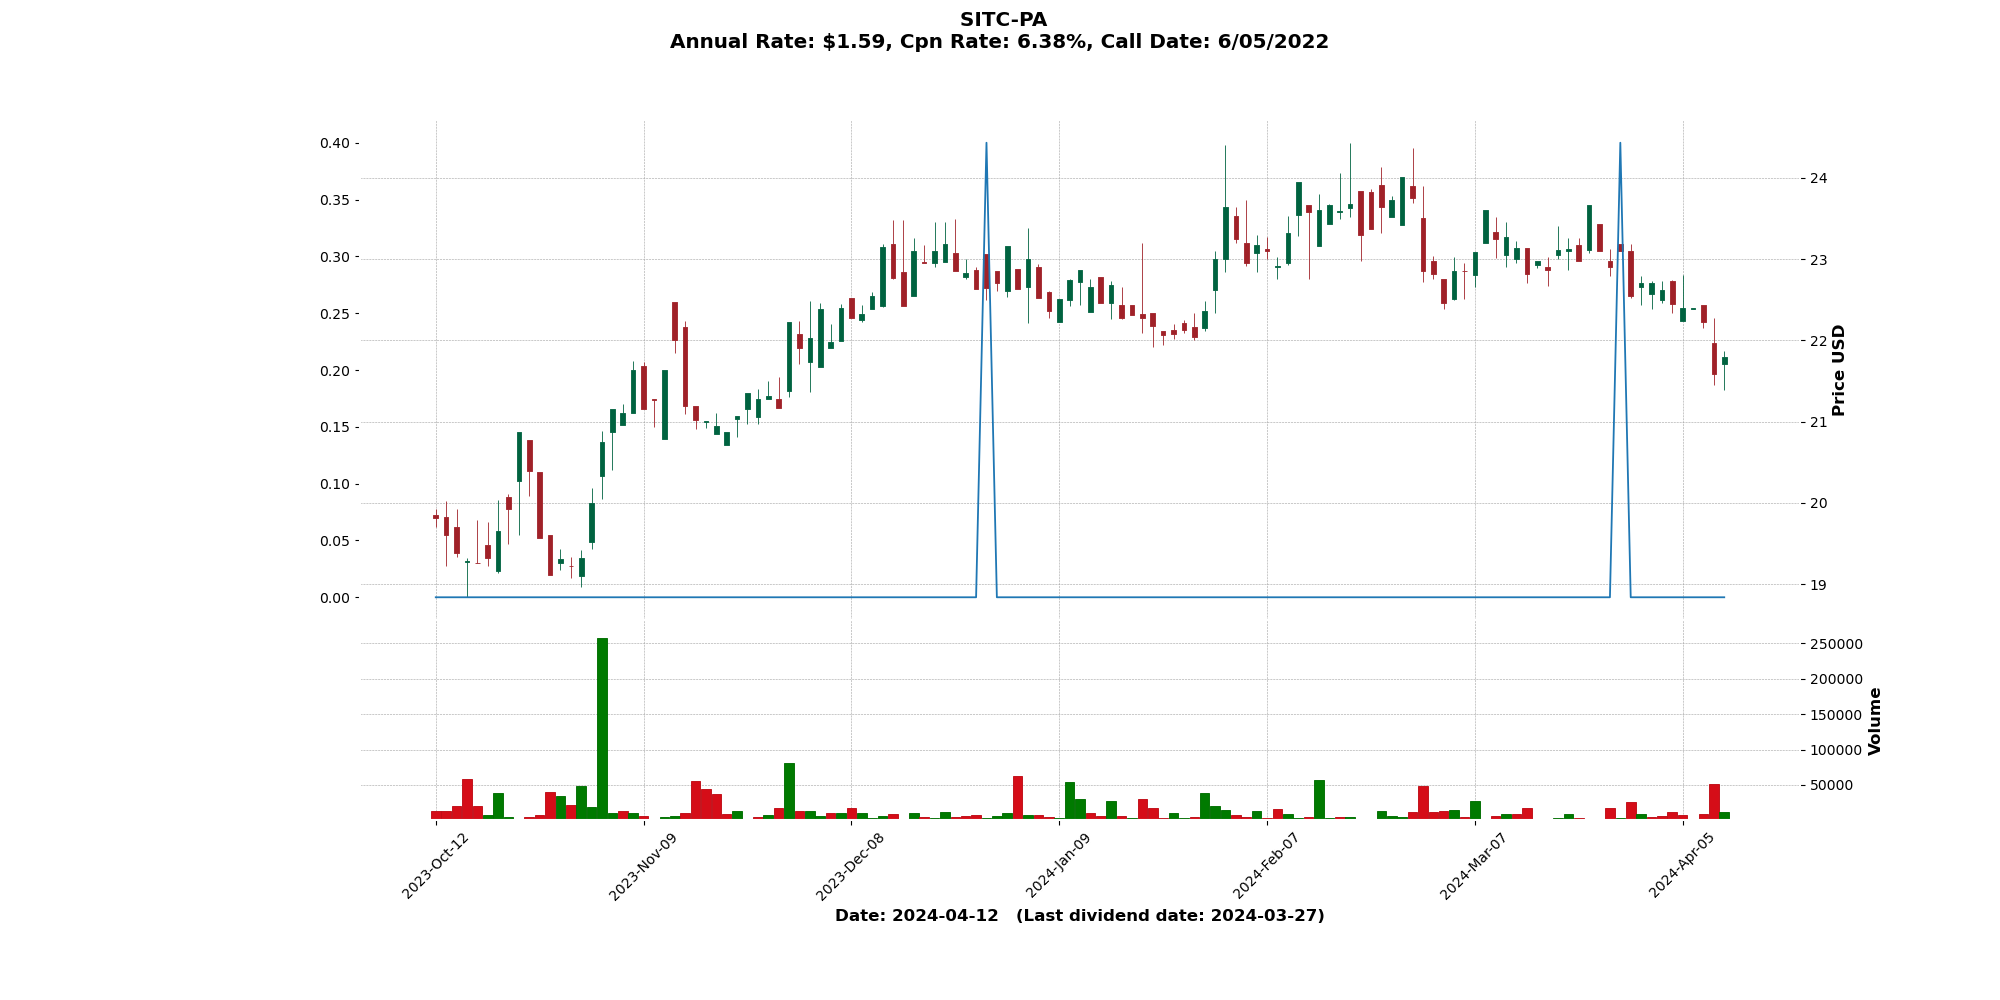 SITC-PA
Annual Rate: $1.59, Cpn Rate: 6.38%, Call Date: 6/05/2022
0.40
0.35
0.30
0.25
0.20
0.15
0.10
0.05
0.00
24
23
22
21
20
19
Price USD
250000
200000
150000
100000
50000
Volume
2023-Oct-12
2023-Nov-09
2023-Dec-08
2024-Jan-09
2024-Feb-07
2024-Mar-07
2024-Apr-05
Date: 2024-04-12 (Last dividend date: 2024-03-27)